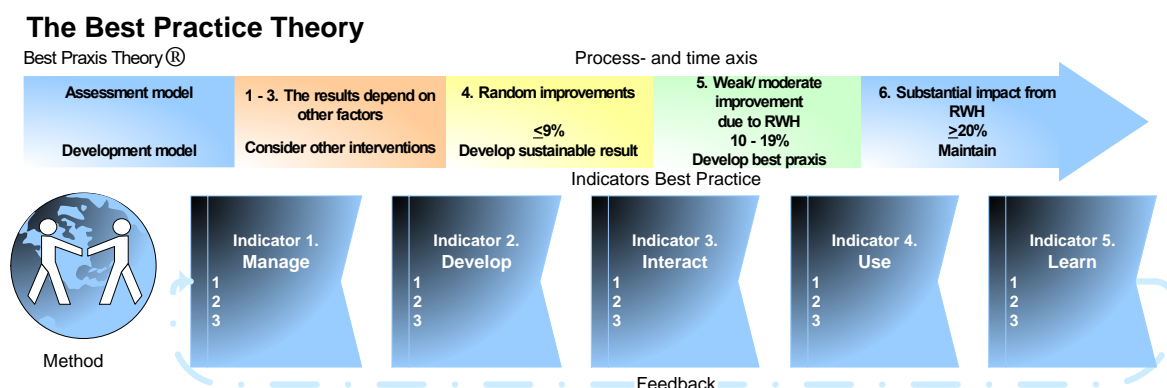 The Best Practice Theory
Best Praxis Theory®
Process- and time axis
Assessment model
Development model
1 - 3. The results depend on
other factors
Consider other interventions
4. Random improvements
≤9%
Develop sustainable result
5. Weak/ moderate
improvement
due to RWH
10 - 19%
Develop best praxis
6. Substantial impact from
RWH
≥20%
Maintain
Indicators Best Practice
Indicator 1.
Manage
1
2
3
Indicator 2.
Develop
1
2
3
Indicator 3.
Interact
1
2
3
Indicator 4.
Use
1
2
3
Indicator 5.
Learn
1
2
3
Method
Feedback